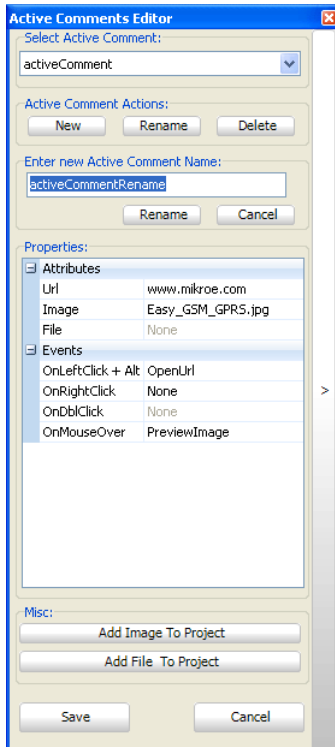 Active Comments Editor
Select Active Comment:
activeComment
Active Comment Actions:
New Rename Delete
Enter new Active Comment Name:
activeCommentRename
Rename Cancel
Properties:
Attributes
Url www.mikroe.com
Image Easy_GSM_GPRS.jpg
File None
Events
OnLeftClick + Alt OpenUrl
OnRightClick None
OnDblClick None
OnMouseOver PreviewImage
>
Misc:
Add Image To Project
Add File To Project
Save Cancel